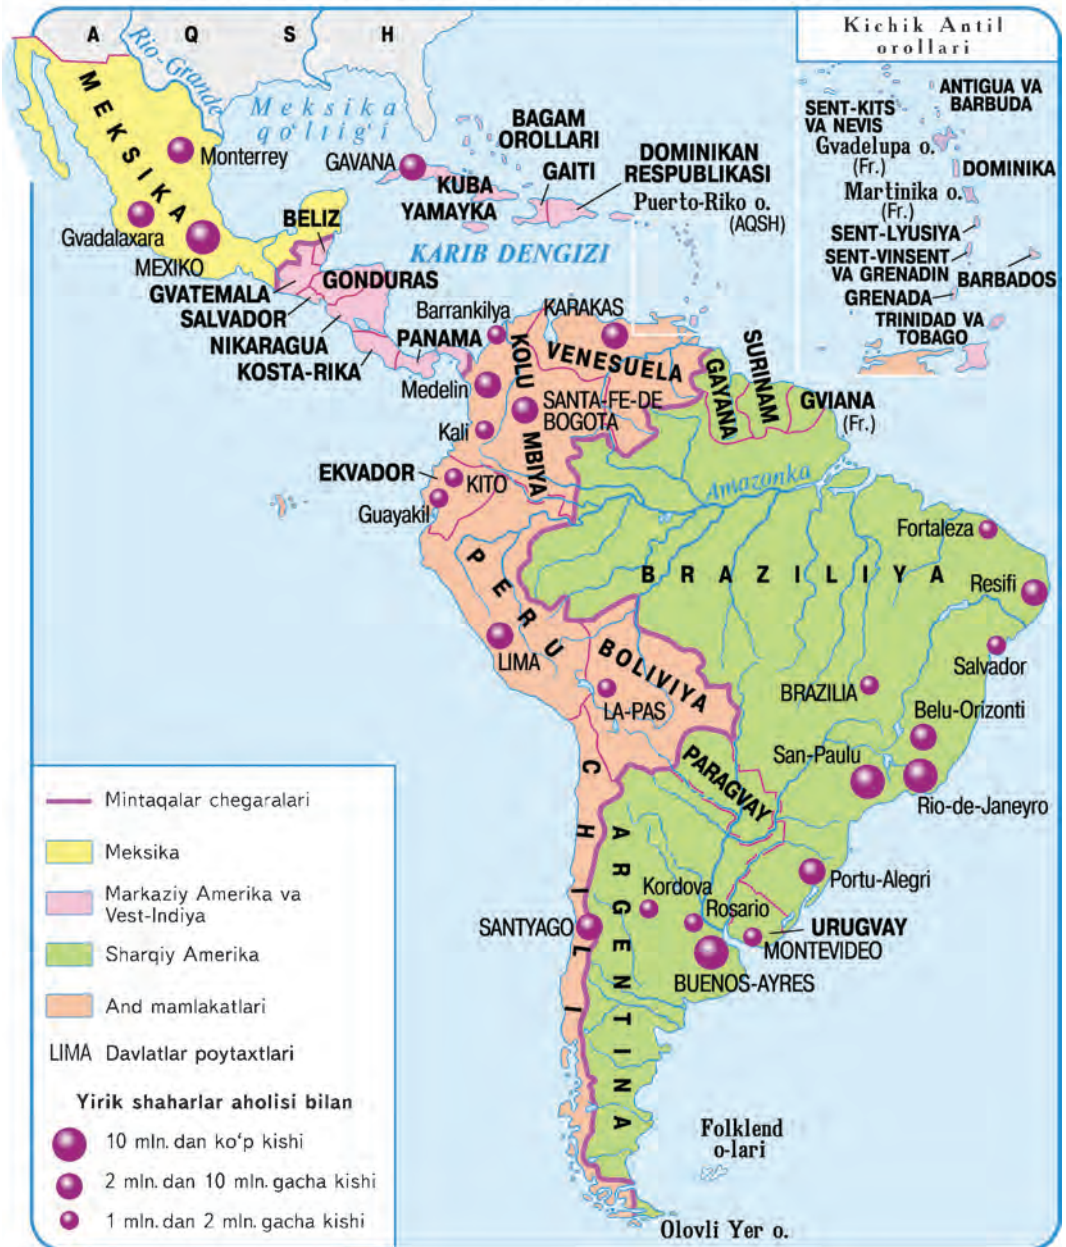 A Q S H
Rio-Grande
Meksika
qo‘ltig‘i
MEKSIKA
Monterrey
Gvadalaxara
MEXIKO
GAVANA
BAGAM
OROLLARI
KUBA
YAMAYKA
GAITI
DOMINIKAN
RESPUBLIKASI
Puerto-Riko o.
(AQSH)
BELIZ
KARIB DENGIZI
GVATEMALA
GONDURAS
SALVADOR
NIKARAGUA
KOSTA-RIKA
PANAMA
Kichik Antil
orollari
ANTIGUA VA
BARBUDA
SENT-KITS
VA NEVIS
Gvadelupa o.
(Fr.)
DOMINIKA
Martinika o.
(Fr.)
SENT-LYUSIYA
SENT-VINSENT
VA GRENADIN
BARBADOS
GRENADA
TRINIDAD VA
TOBAGO
Barrankilya
KARAKAS
VENESUELA
KOLU
MBIYA
Medelin
SANTA-FE-DE
BOGOTA
Kali
GAYANA
SURINAM
GVIANA
(Fr.)
EKVADOR
KITO
Guayakil
Amazonka
Fortaleza
BRAZILIYA
Resifi
PERU
LIMA
BOLIVIYA
LA-PAS
Salvador
BRAZILIA
Belu-Orizonti
San-Paulu
Rio-de-Janeyro
PARAGVAY
CHILI
ARGENTINA
Portu-Alegri
Kordova
Rosario
SANTYAGO
URUGVAY
MONTEVIDEO
BUENOS-AYRES
Folklend
o-lari
Olovli Yer o.
Mintaqalar chegaralari
Meksika
Markaziy Amerika va
Vest-Indiya
Sharqiy Amerika
And mamlakatlari
LIMA Davlatlar poytaxtlari
Yirik shaharlar aholisi bilan
10 mln. dan ko‘p kishi
2 mln. dan 10 mln. gacha kishi
1 mln. dan 2 mln. gacha kishi